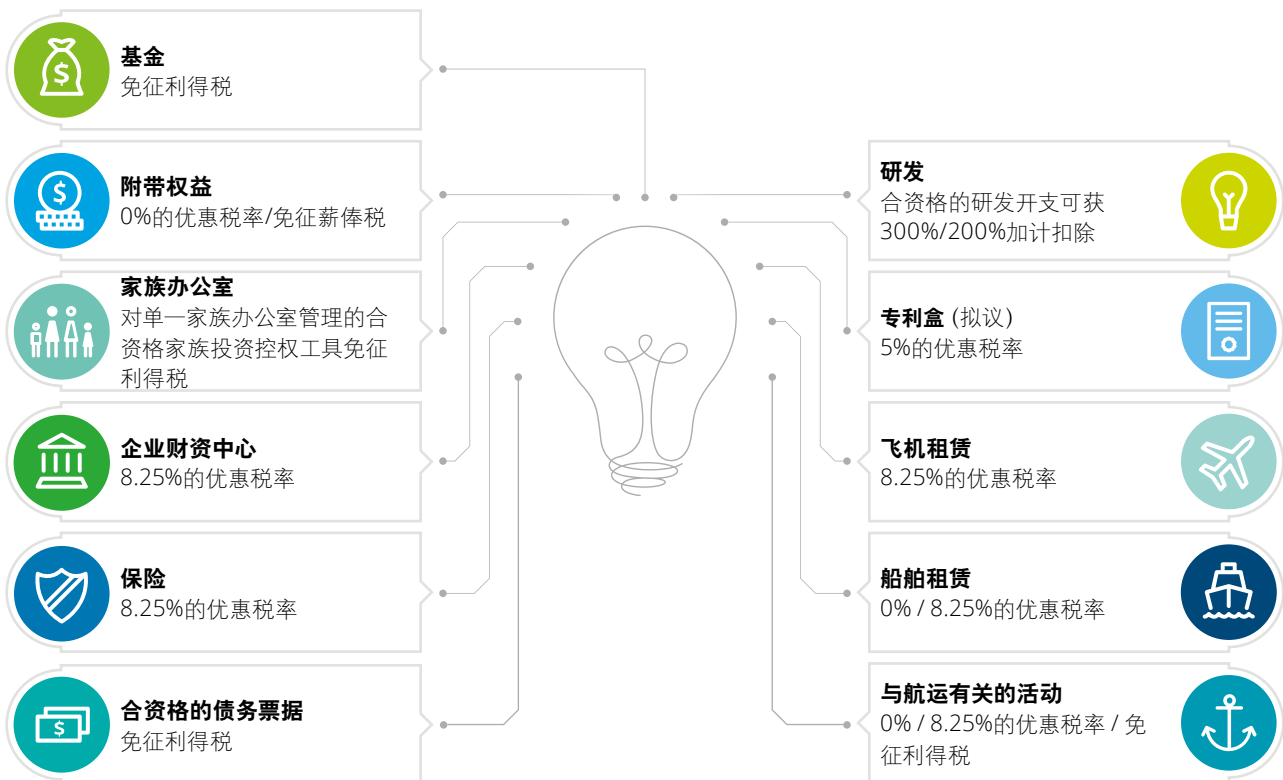 基金
免征利得税
附带权益
0%的优惠税率/免征薪俸税
家族办公室
对单一家族办公室管理的合
资格家族投资控权工具免征
利得税
企业财资中心
8.25%的优惠税率
保险
8.25%的优惠税率
合资格的债务票据
免征利得税
研发
合资格的研发开支可获
300%/200%加计扣除
专利盒 (拟议)
5%的优惠税率
飞机租赁
8.25%的优惠税率
船舶租赁
0% / 8.25%的优惠税率
与航运有关的活动
0% / 8.25%的优惠税率 / 免
征利得税